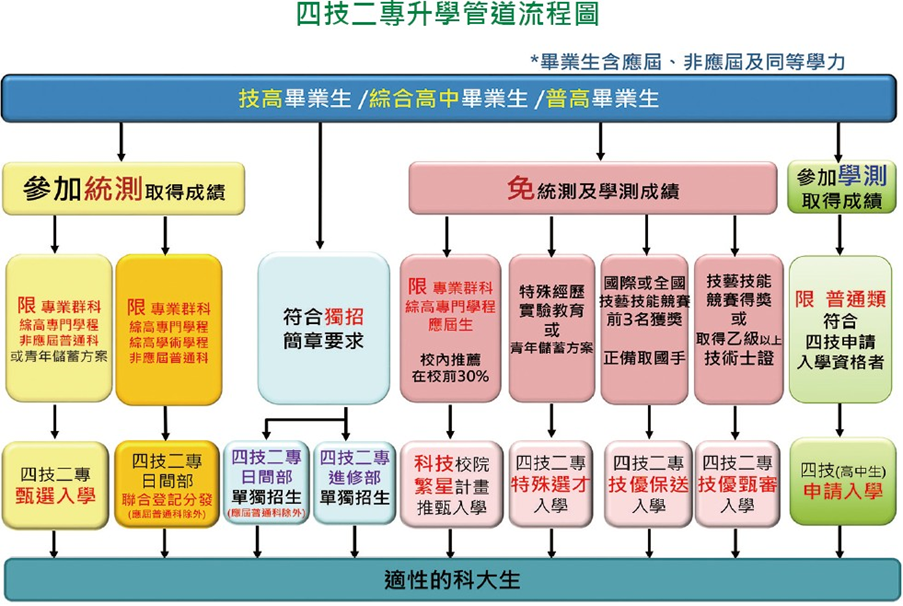 四技二專升學管道流程圖
*畢業生含應屆、非應屆及同等學力
技高畢業生/綜合高中畢業生/普高畢業生
參加統測取得成績
免統測及學測成績
參加學測
取得成績
限 專業群科
綜高專門學程
非應屆普通科
或青年儲蓄方案
限 專業群科
綜高專門學程
綜高學術學程
非應屆普通科
符合獨招
簡章要求
限 專業群科
綜高專門學程
應屆生
校內推薦
在校前30%
特殊經歷
實驗教育
或
青年儲蓄方案
國際或全國
技藝技能競賽
前3名獲獎
正備取國手
技藝技能
競賽得獎
或
取得乙級以上
技術士證
限 普通類
符合
四技申請
入學資格者
四技二專
甄選入學
四技二專
日間部
聯合登記分發
(應屆普通科除外)
四技二專
日間部
單獨招生
(應屆普通科除外)
四技二專
進修部
單獨招生
科技校院
繁星計畫
推甄入學
四技二專
特殊選才
入學
四技二專
技優保送
入學
四技二專
技優甄審
入學
四技(高中生)
申請入學
適性的科大生